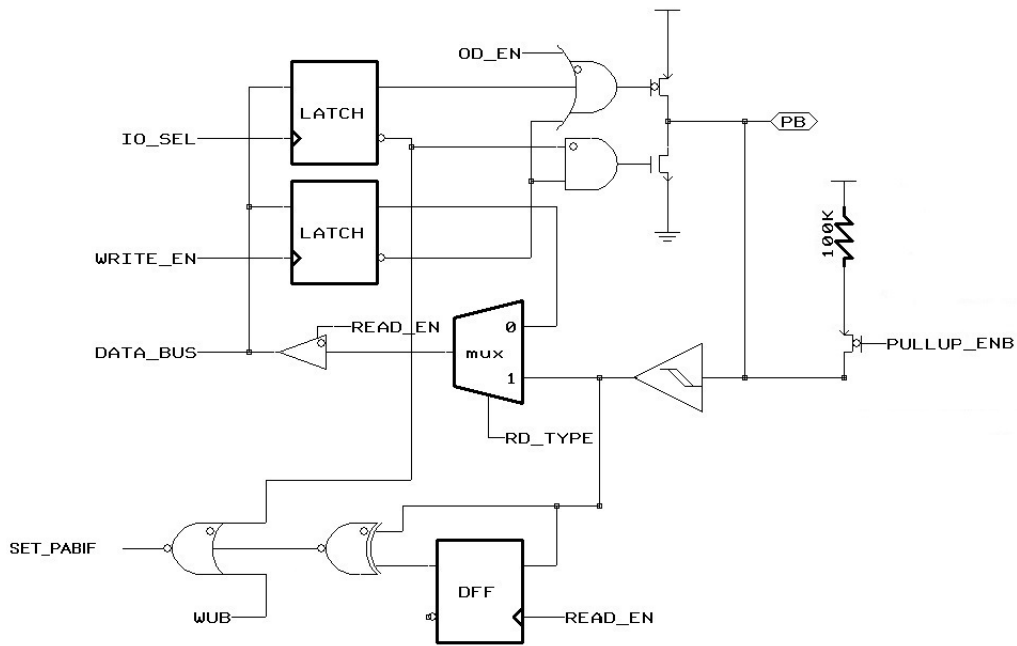 OD_EN
LATCH
PB
IO_SEL
LATCH
100K
WRITE_EN
READ_EN
0
PULLUP_ENB
DATA_BUS
mux
1
RD_TYPE
SET_PABIF
DFF
WUB
READ_EN